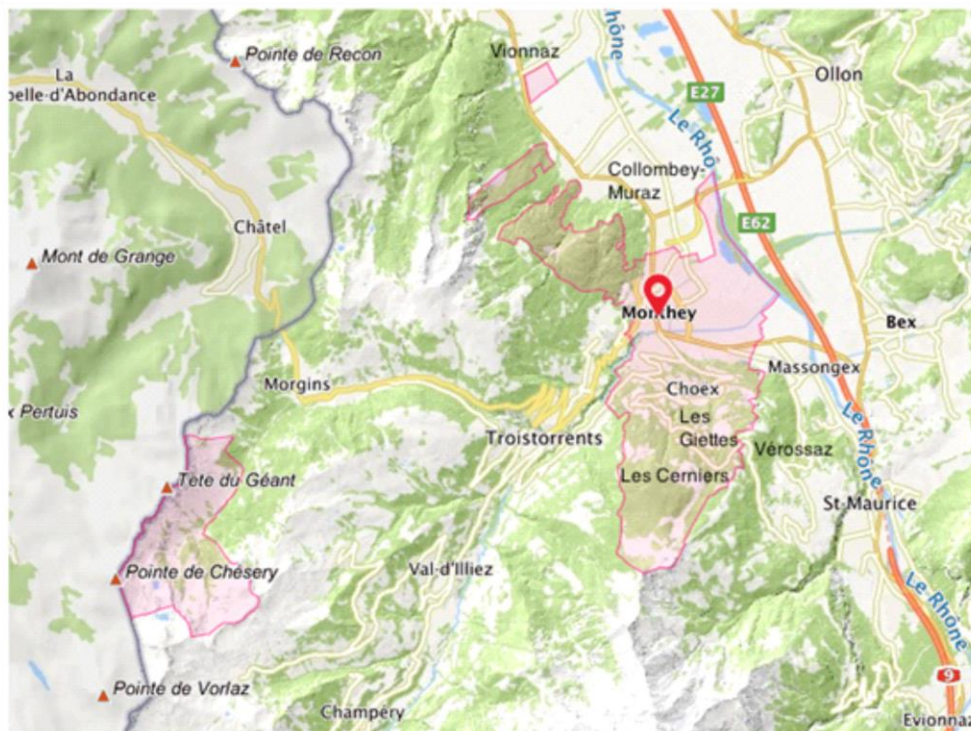 Pointe de Recon
Vionnaz
Rhône
La
pelle-d'Abondance
Ollon
E27
Le Rhô
Collombey-
Muraz
Châtel
E62
Mont de Grange
Monthey
Bex
Massongex
Morgins
Choex
x Pertuis
Les
Giettes
Troistorrents
Vérossaz
Le Rhône
Tête du Géant
Les Cerniers
St-Maurice
Pointe de Chésery
Val-d'Illiez
Le Rhône
9
Pointe de Vorlaz
Champéry
Evionnaz